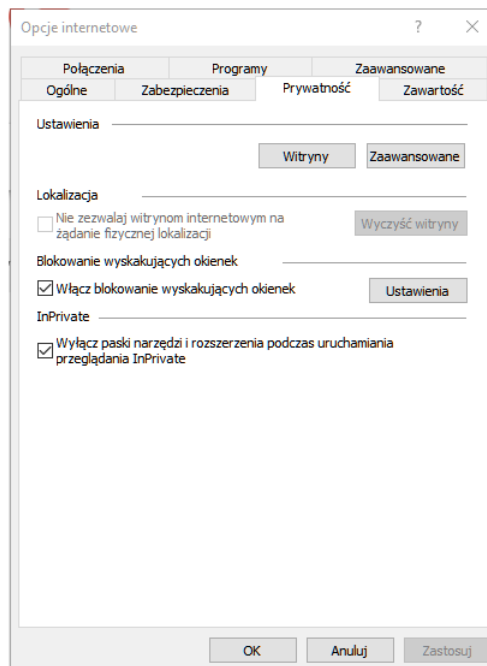 Opcje internetowe ?
Połączenia Programy Zaawansowane
Ogólne Zabezpieczenia Prywatność Zawartość
Ustawienia
Witryny Zaawansowane
Lokalizacja
Nie zezwalaj witrynom internetowym na
żądanie fizycznej lokalizacji
Wyczyść witryny
Blokowanie wyskakujących okienek
Włącz blokowanie wyskakujących okienek Ustawienia
InPrivate
Wyłącz paski narzędzi i rozszerzenia podczas uruchamiania
przeglądania InPrivate
OK Anuluj Zastosuj